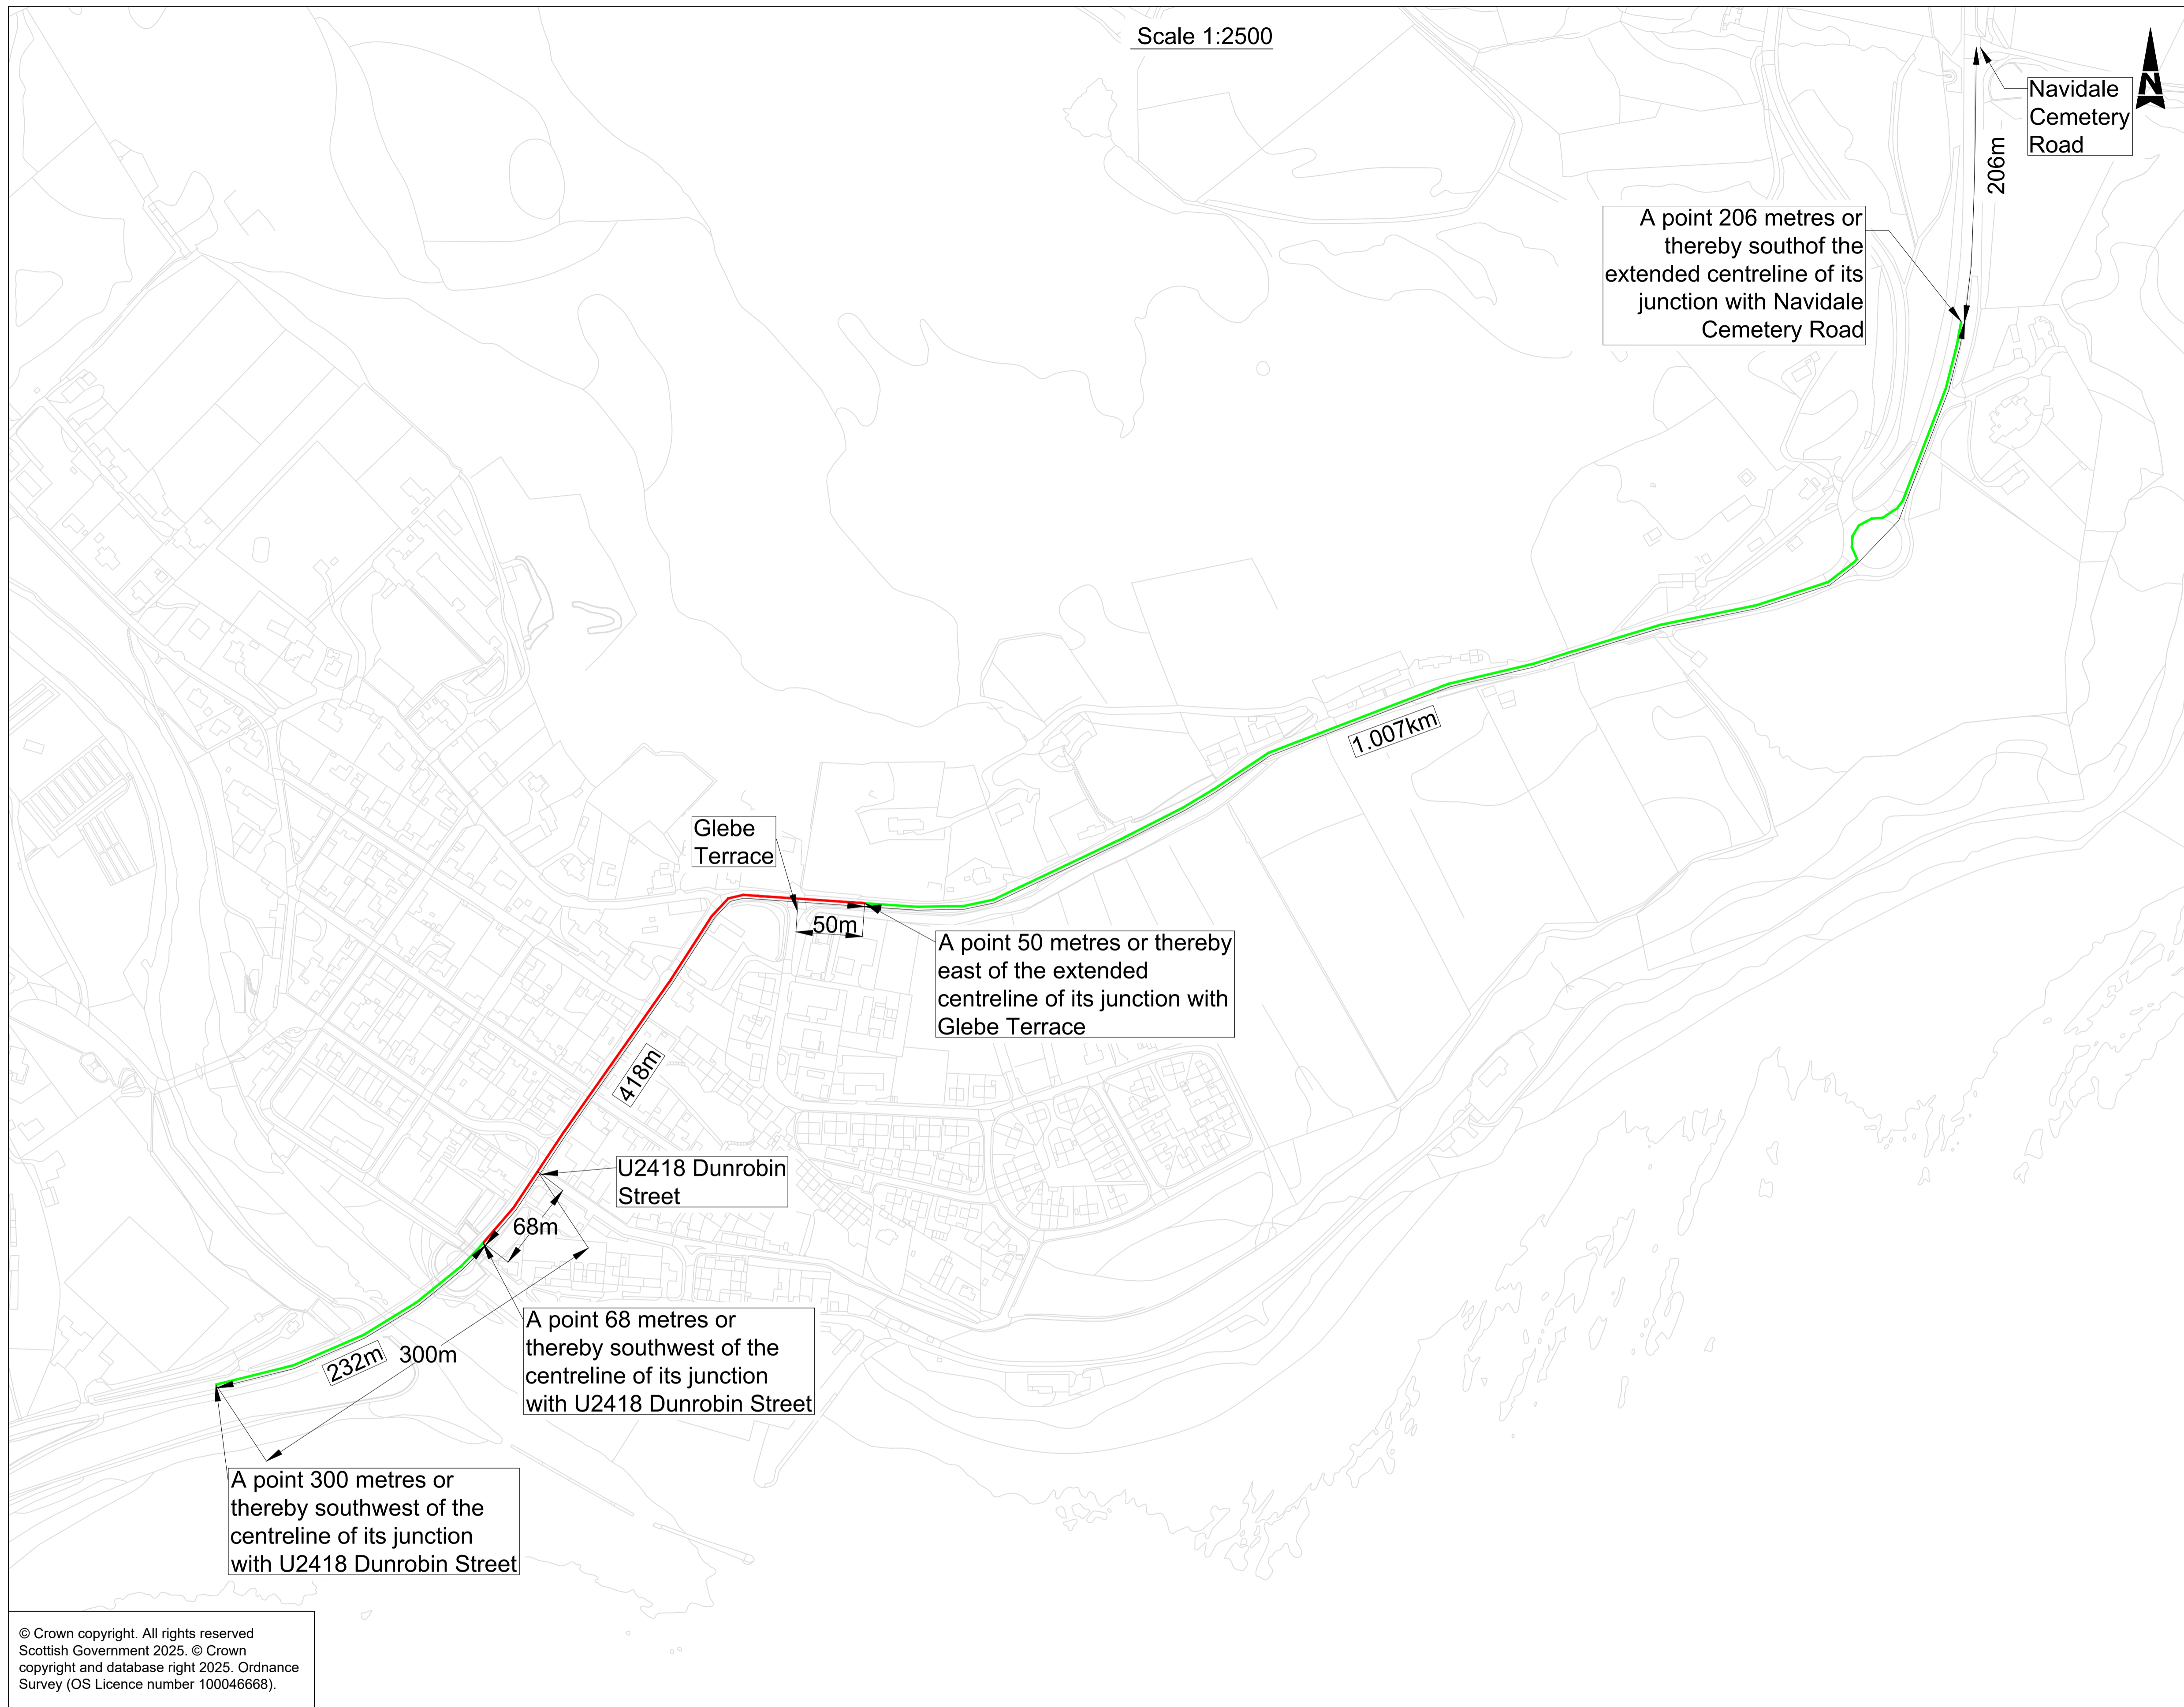 Scale 1:2500
N
Navidale
Cemetery
Road
206m
A point 206 metres or
thereby southof the
extended centreline of its
junction with Navidale
Cemetery Road
1.007km
Glebe
Terrace
50m
A point 50 metres or thereby
east of the extended
centreline of its junction with
Glebe Terrace
418m
U2418 Dunrobin
Street
68m
A point 68 metres or
thereby southwest of the
centreline of its junction
with U2418 Dunrobin Street
232m
300m
A point 300 metres or
thereby southwest of the
centreline of its junction
with U2418 Dunrobin Street
© Crown copyright. All rights reserved
Scottish Government 2025. © Crown
copyright and database right 2025. Ordnance
Survey (OS Licence number 100046668).